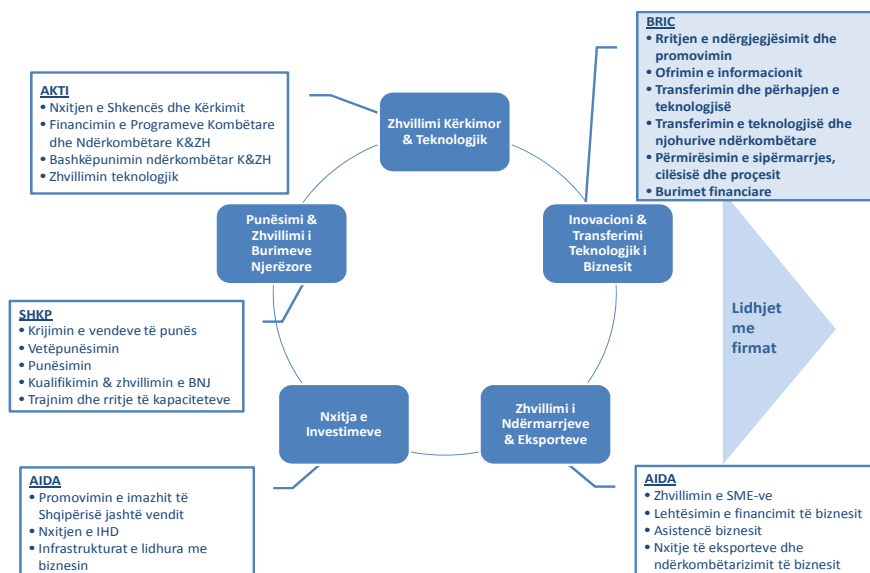 BRIC
• Rritjen e ndërgjegjësimit dhe
promovimin
• Ofrimin e informacionit
• Transferimin dhe përhapjen e
teknologjisë
• Transferimin e teknologjisë dhe
njohurive ndërkombëtare
• Përmirësimin e sipërmarrjes,
cilësisë dhe proçesit
• Burimet financiare
AKTI
• Nxitjen e Shkencës dhe Kërkimit
• Financimin e Programeve Kombëtare
dhe Ndërkombëtare K&ZH
• Bashkëpunimin ndërkombëtar K&ZH
• Zhvillimin teknologjik
Zhvillimi Kërkimor
& Teknologjik
Punësimi &
Zhvillimi i
Burimeve
Njerëzore
Inovacioni &
Transferimi
Teknologjik i
Biznesit
SHKP
• Krijimin e vendeve të punës
• Vetëpunësimin
• Punësimin
• Kualifikimin & zhvillimin e BNJ
• Trajnim dhe rritje të kapaciteteve
Lidhjet
me
firmat
Nxitja e
Investimeve
Zhvillimi i
Ndërmarrjeve
& Eksporteve
AIDA
• Promovimin e imazhit të
Shqipërisë jashtë vendit
• Nxitjen e IHD
• Infrastrukturat e lidhura me
biznesin
AIDA
• Zhvillimin e SME-ve
• Lehtësimin e financimit të biznesit
• Asistencë biznesit
• Nxitje të eksporteve dhe
ndërkombëtarizimit të biznesit